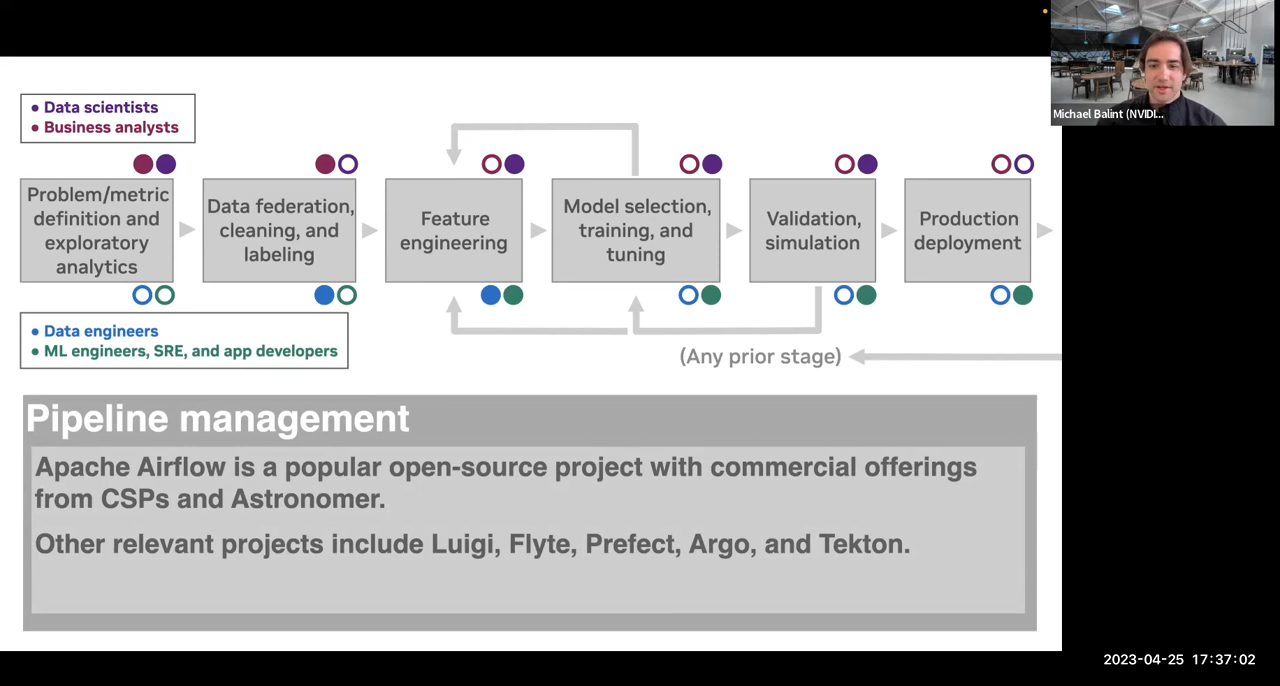 Michael Balint (NVIDI...
• Data scientists
• Business analysts
Problem/metric
definition and
exploratory
analytics
Data federation,
cleaning, and
labeling
Feature
engineering
Model selection,
training, and
tuning
Validation,
simulation
Production
deployment
• Data engineers
• ML engineers, SRE, and app developers
(Any prior stage)
Pipeline management
Apache Airflow is a popular open-source project with commercial offerings
from CSPs and Astronomer.
Other relevant projects include Luigi, Flyte, Prefect, Argo, and Tekton.
2023-04-25 17:37:02